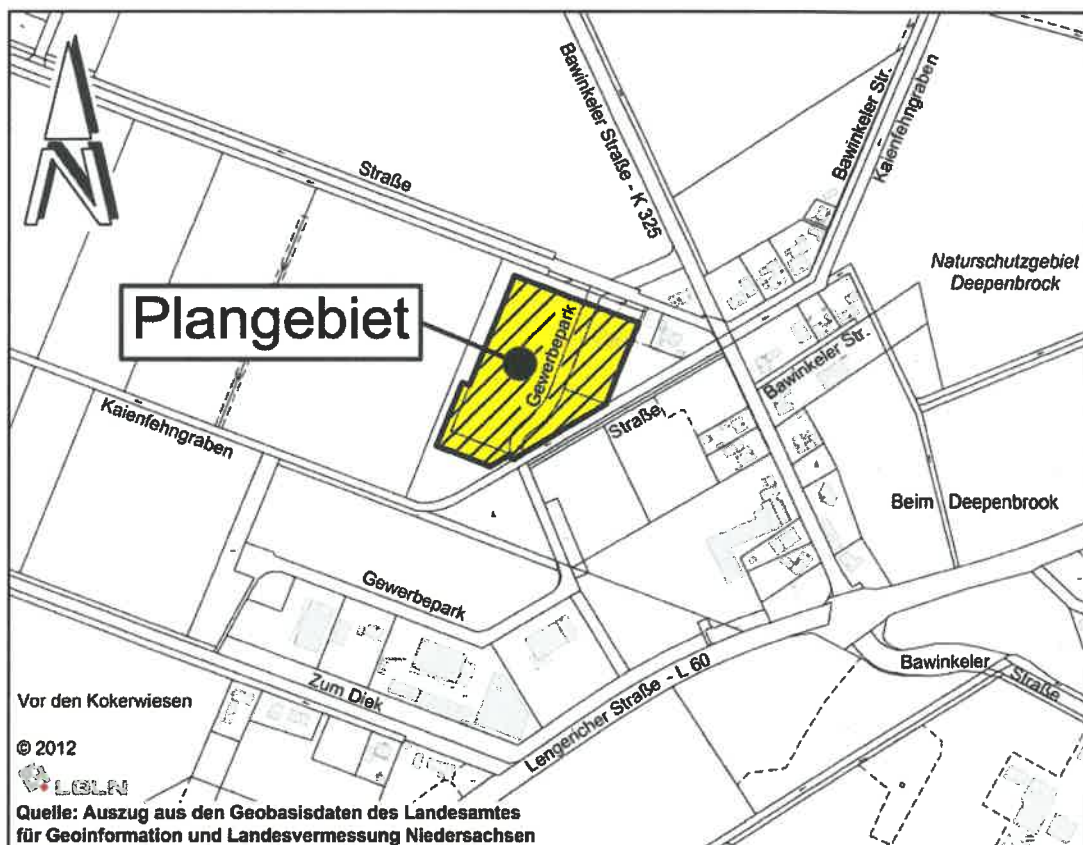 N
Bawinkeler Straße - K 325
Bawinkeler Str.
Kaienfehngraben
Straße
Naturschutzgebiet
Deepenbrock
Plangebiet
Gewerbepark
Bawinkeler Str.
Kaienfehngraben
Straße
Beim Deepenbrook
Gewerbepark
Zum Diek
Lengericher Straße - L 60
Bawinkeler
Straße
Vor den Kokerwiesen
© 2012
LGLN
Quelle: Auszug aus den Geobasisdaten des Landesamtes
für Geoinformation und Landesvermessung Niedersachsen